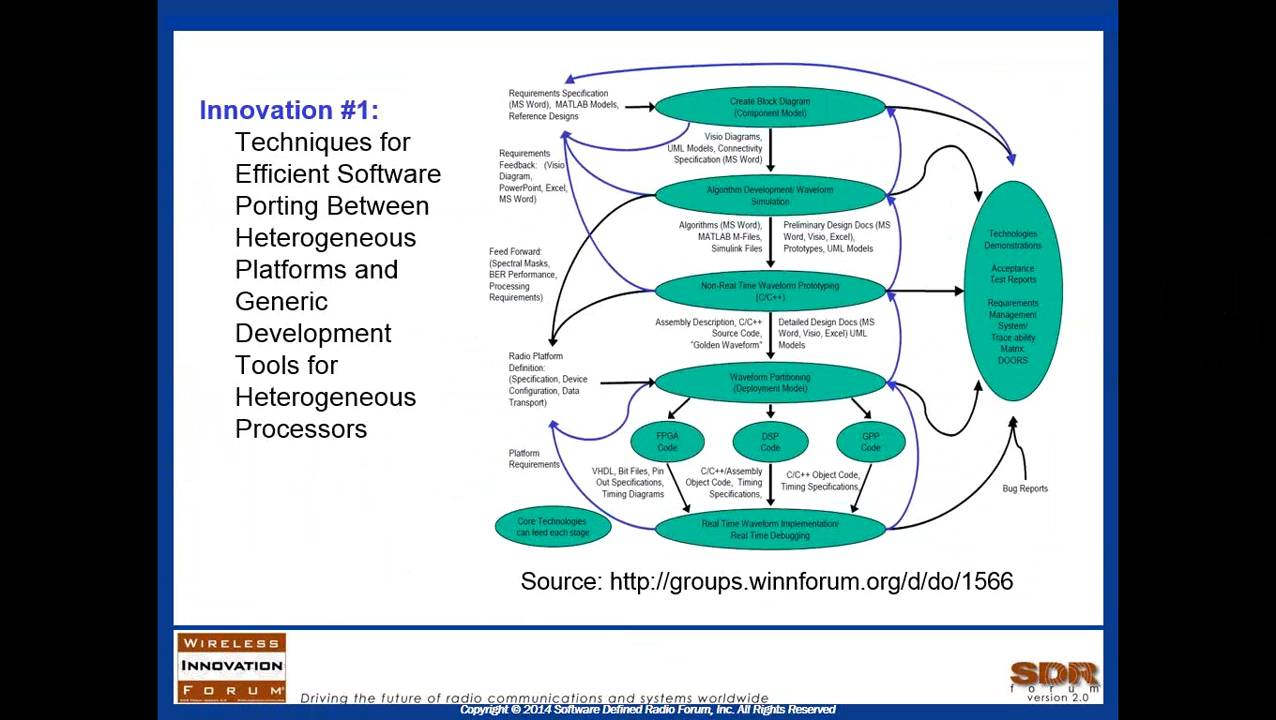 Innovation #1:
Techniques for
Efficient Software
Porting Between
Heterogeneous
Platforms and
Generic
Development
Tools for
Heterogeneous
Processors
Requirements Specification
(MS Word), MATLAB Models,
Reference Designs
Create Block Diagram
(Component Model)
Visio Diagrams,
UML Models, Connectivity
Specification (MS Word)
Requirements
Feedback: (Visio
Diagram,
PowerPoint, Excel,
MS Word)
Algorithm Development/ Waveform
Simulation
Algorithms (MS Word),
MATLAB M-Files,
Simulink Files
Preliminary Design Docs (MS
Word, Visio, Excel),
Prototypes, UML Models
Feed Forward:
(Spectral Masks,
BER Performance,
Processing
Requirements)
Non-Real Time Waveform Prototyping
(C/C++)
Assembly Description, C/C++
Source Code,
"Golden Waveform"
Detailed Design Docs (MS
Word, Visio, Excel) UML
Models
Radio Platform
Definition:
(Specification, Device
Configuration, Data
Transport)
Waveform Partitioning
(Deployment Model)
FPGA
Code
DSP
Code
GPP
Code
Platform
Requirements
VHDL, Bit Files, Pin
Out Specifications,
Timing Diagrams
C/C++/Assembly
Object Code, Timing
Specifications,
C/C++ Object Code,
Timing Specifications,
Real Time Waveform Implementation/
Real Time Debugging
Core Technologies
can feed each stage
Technologies
Demonstrations
Acceptance
Test Reports
Requirements
Management
System/
Trace ability
Matrix:
DOORS
Bug Reports
Source: http://groups.winnforum.org/d/do/1566
WIRELESS
INNOVATION
FORUM
Driving the future of radio communications and systems worldwide
SDR
forum
version 2.0
Copyright © 2014 Software Defined Radio Forum, Inc. All Rights Reserved